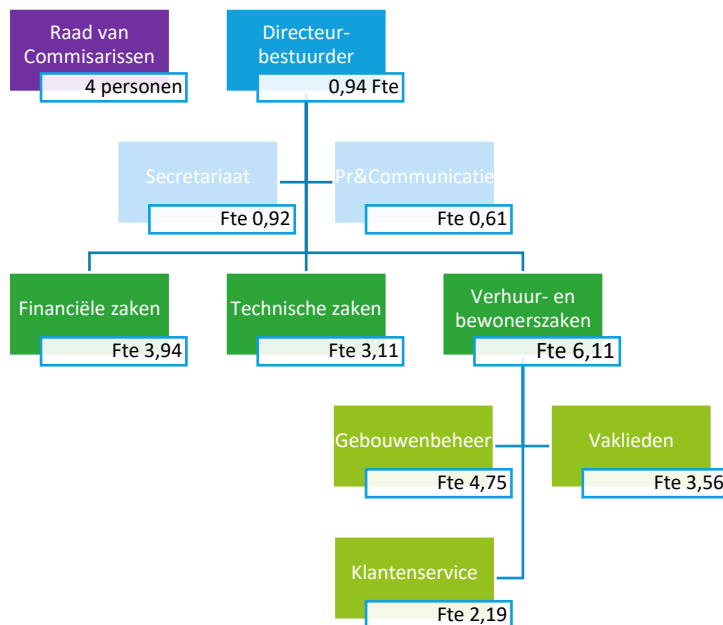 Raad van
Commisarissen
4 personen
Directeur-
bestuurder
0,94 Fte
Secretariaat
Fte 0,92
Pr&Communicatie
Fte 0,61
Financiële zaken
Fte 3,94
Technische zaken
Fte 3,11
Verhuur- en
bewonerszaken
Fte 6,11
Gebouwenbeheer
Fte 4,75
Vaklieden
Fte 3,56
Klantenservice
Fte 2,19